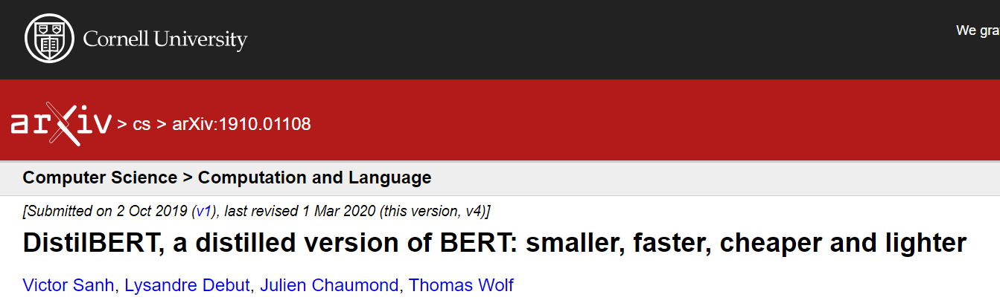 Cornell University
We gra
arXiv > cs > arXiv:1910.01108
Computer Science > Computation and Language
[Submitted on 2 Oct 2019 (v1), last revised 1 Mar 2020 (this version, v4)]
DistilBERT, a distilled version of BERT: smaller, faster, cheaper and lighter
Victor Sanh, Lysandre Debut, Julien Chaumond, Thomas Wolf